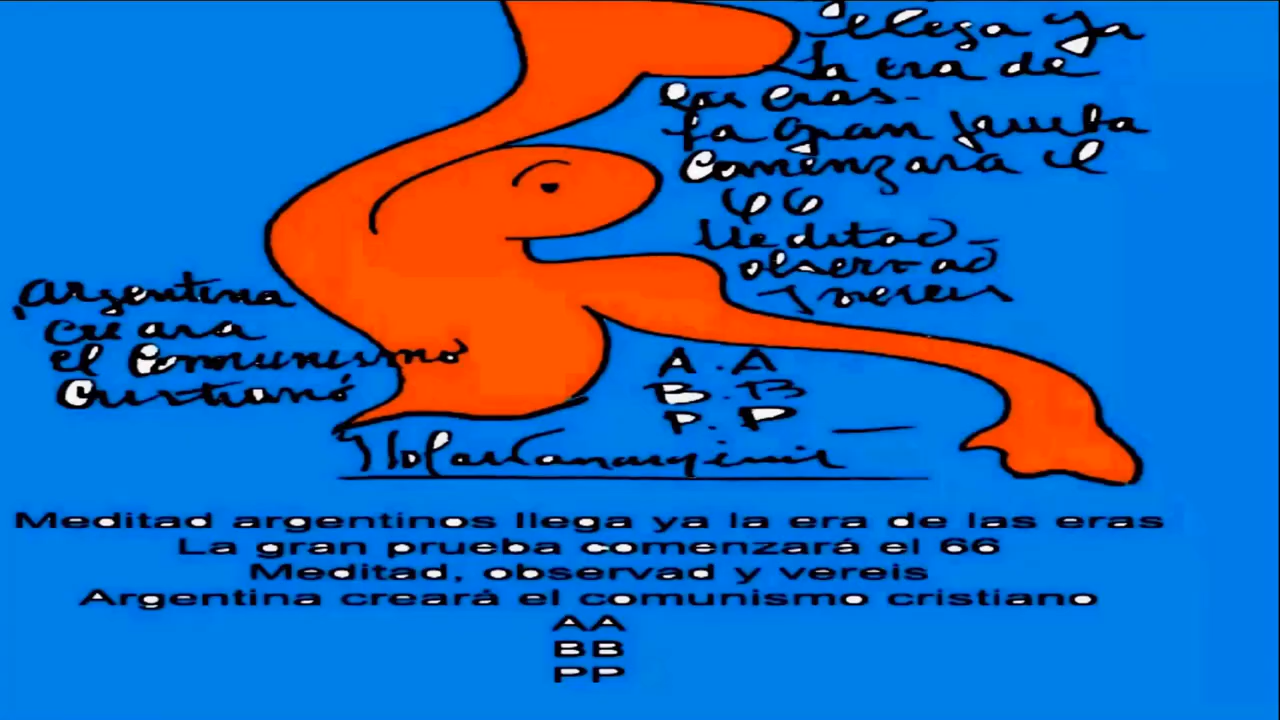 llega ya
la era de
las eras-
la gran prueba
comenzara el
66
Meditad-
observad
y vereis
Argentina
creara
el Comunismo
Cristiano
A.A
B.B
P.P
Meditad argentinos llega ya la era de las eras
La gran prueba comenzará el 66
Meditad, observad y vereis
Argentina creará el comunismo cristiano
AA
BB
PP